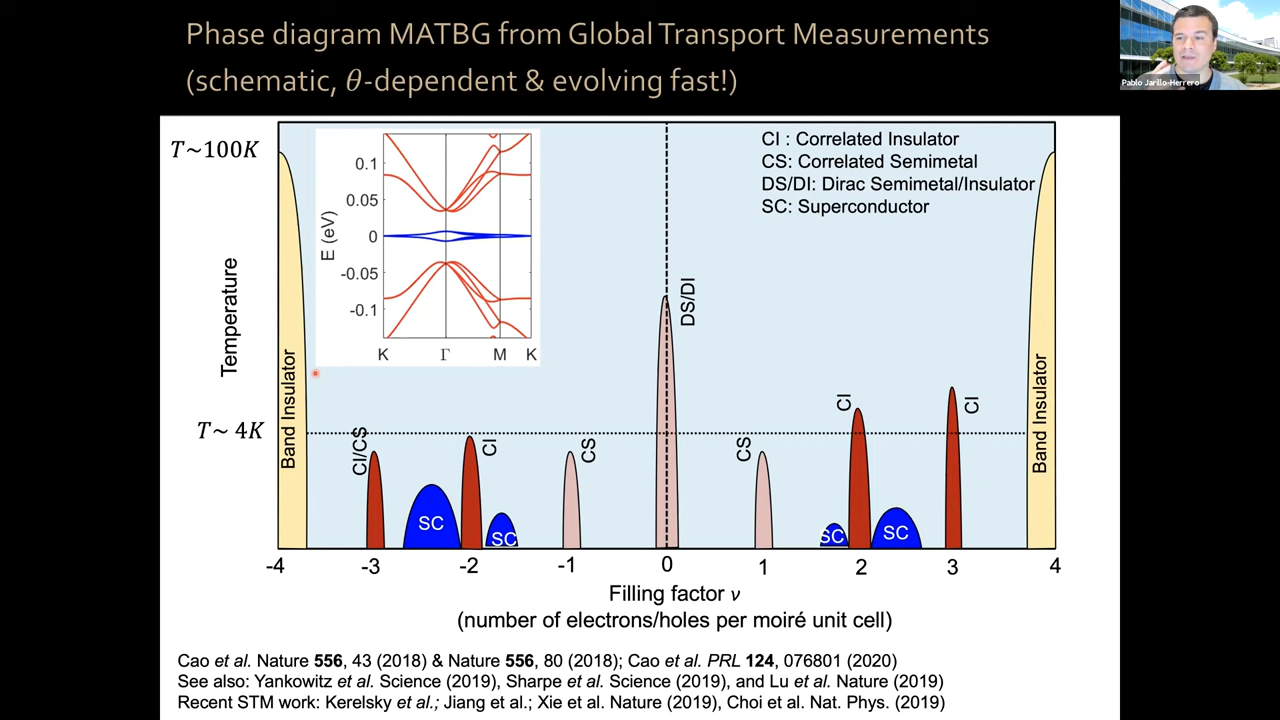 Phase diagram MATBG from Global Transport Measurements
(schematic, θ-dependent & evolving fast!)
Pablo Jarillo-Herrero
T~100K
CI : Correlated Insulator
CS: Correlated Semimetal
DS/DI: Dirac Semimetal/Insulator
SC: Superconductor
E (eV)
0.1
0.05
0
-0.05
-0.1
K Γ M K
Temperature
T~ 4K
Band Insulator
CI/CS
SC
CI
SC
CS
DS/DI
CS
SC
CI
SC
CI
Band Insulator
-4 -3 -2 -1 0 1 2 3 4
Filling factor ν
(number of electrons/holes per moiré unit cell)
Cao et al. Nature 556, 43 (2018) & Nature 556, 80 (2018); Cao et al. PRL 124, 076801 (2020)
See also: Yankowitz et al. Science (2019), Sharpe et al. Science (2019), and Lu et al. Nature (2019)
Recent STM work: Kerelsky et al.; Jiang et al.; Xie et al. Nature (2019), Choi et al. Nat. Phys. (2019)